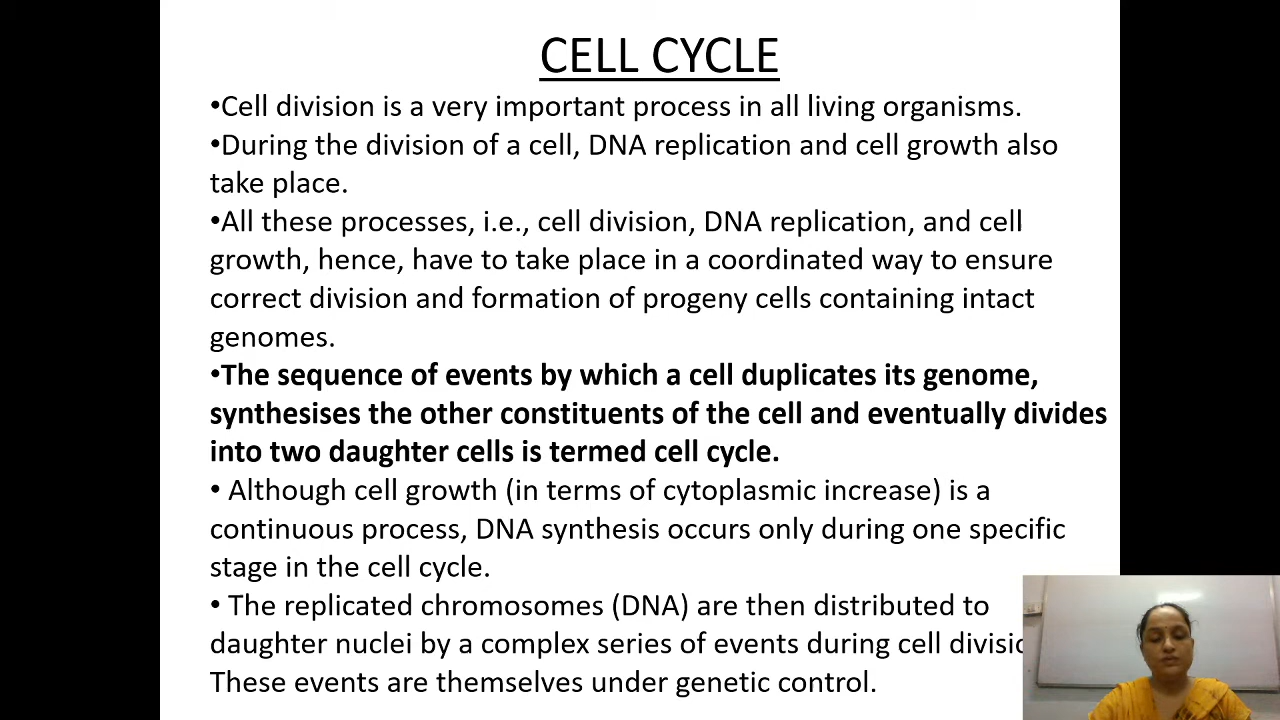 CELL CYCLE
•Cell division is a very important process in all living organisms.
•During the division of a cell, DNA replication and cell growth also
take place.
•All these processes, i.e., cell division, DNA replication, and cell
growth, hence, have to take place in a coordinated way to ensure
correct division and formation of progeny cells containing intact
genomes.
•The sequence of events by which a cell duplicates its genome,
synthesises the other constituents of the cell and eventually divides
into two daughter cells is termed cell cycle.
• Although cell growth (in terms of cytoplasmic increase) is a
continuous process, DNA synthesis occurs only during one specific
stage in the cell cycle.
• The replicated chromosomes (DNA) are then distributed to
daughter nuclei by a complex series of events during cell
These events are themselves under genetic control.